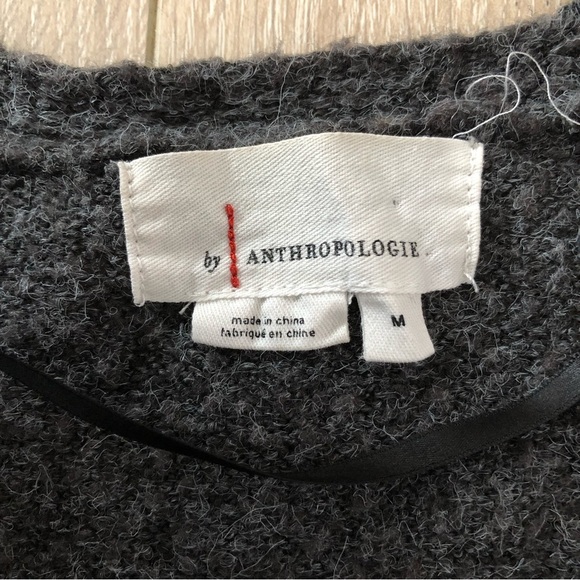 by ANTHROPOLOGIE
made in china
fabriqué en chine
M